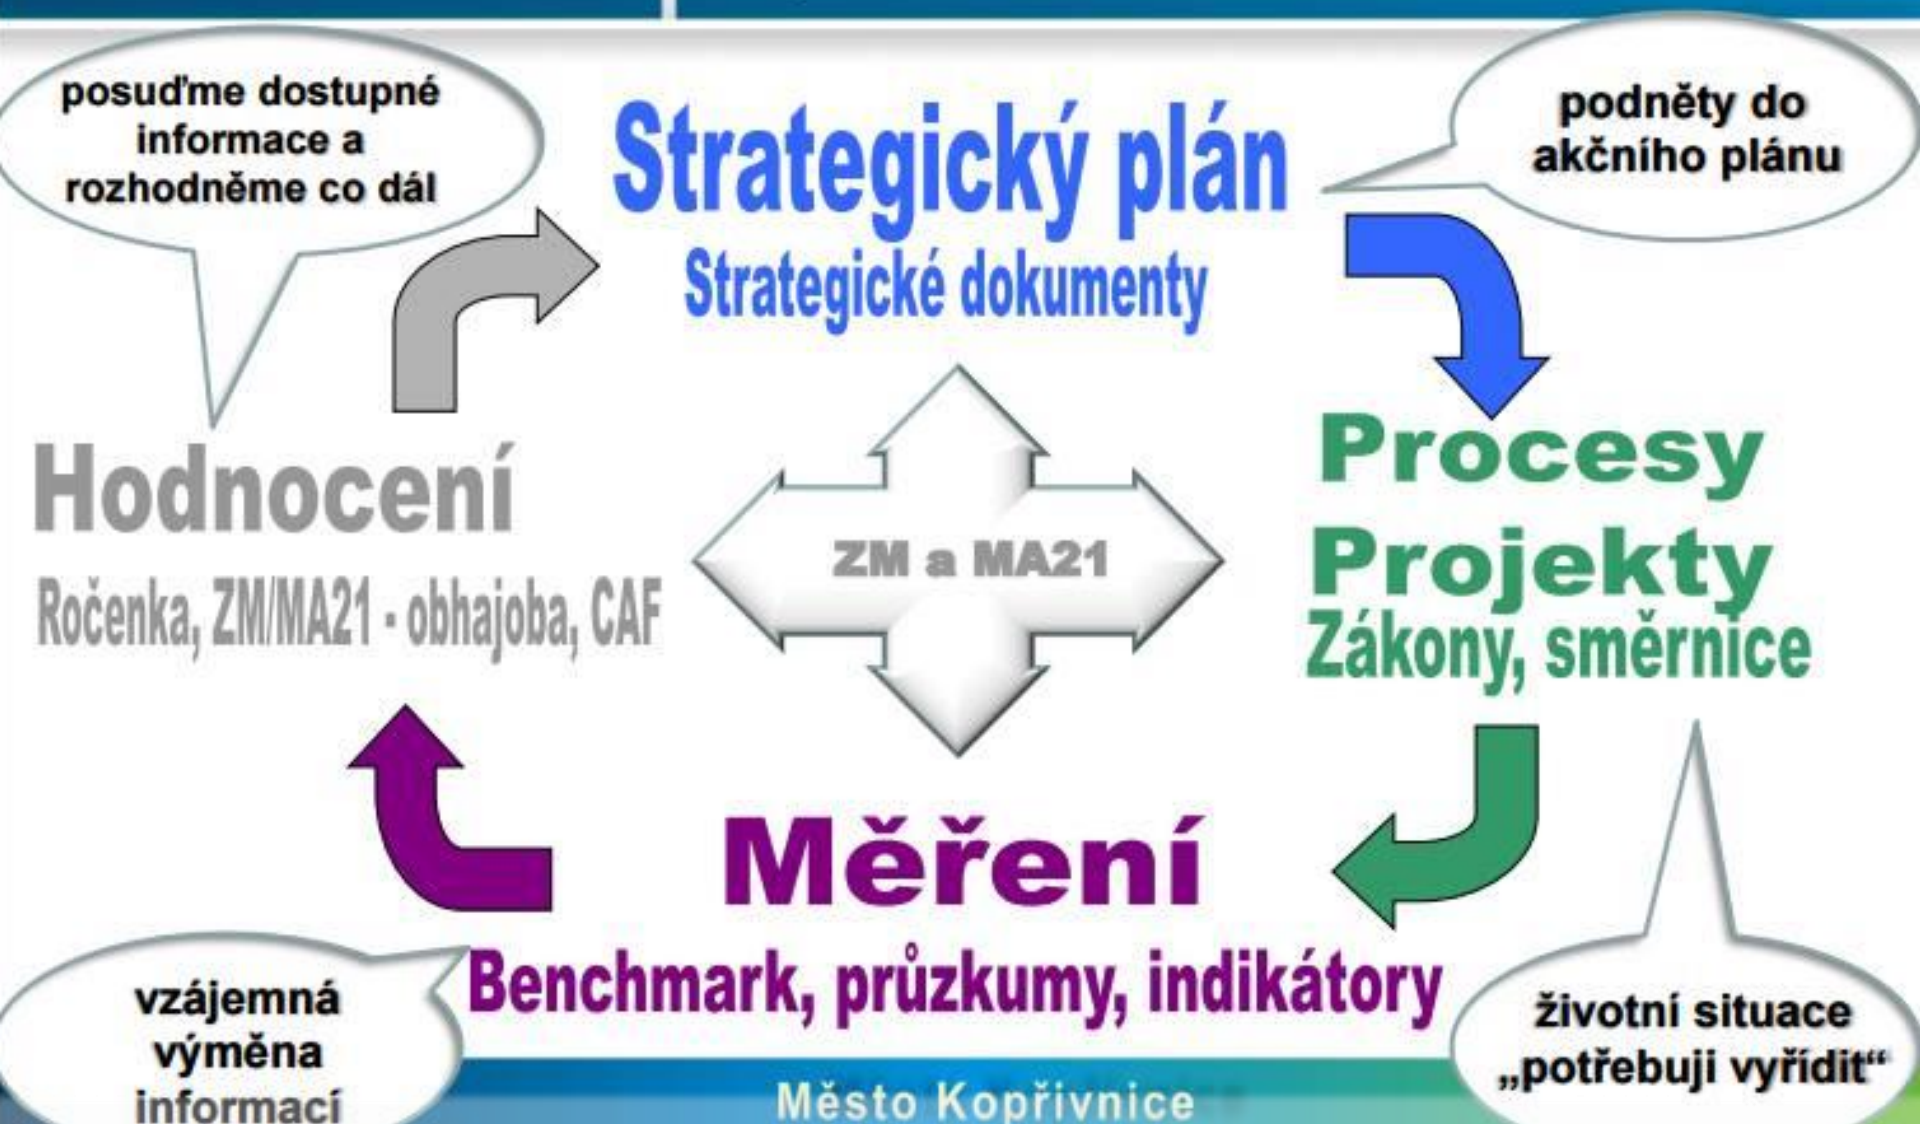 posuďme dostupné
informace a
rozhodněme co dál
Strategický plán
Strategické dokumenty
podněty do
akčního plánu
Hodnocení
Ročenka, ZM/MA21 - obhajoba, CAF
ZM a MA21
Procesy
Projekty
Zákony, směrnice
Měření
Benchmark, průzkumy, indikátory
vzájemná
výměna
informací
životní situace
„potřebuji vyřídit“
Město Kopřivnice